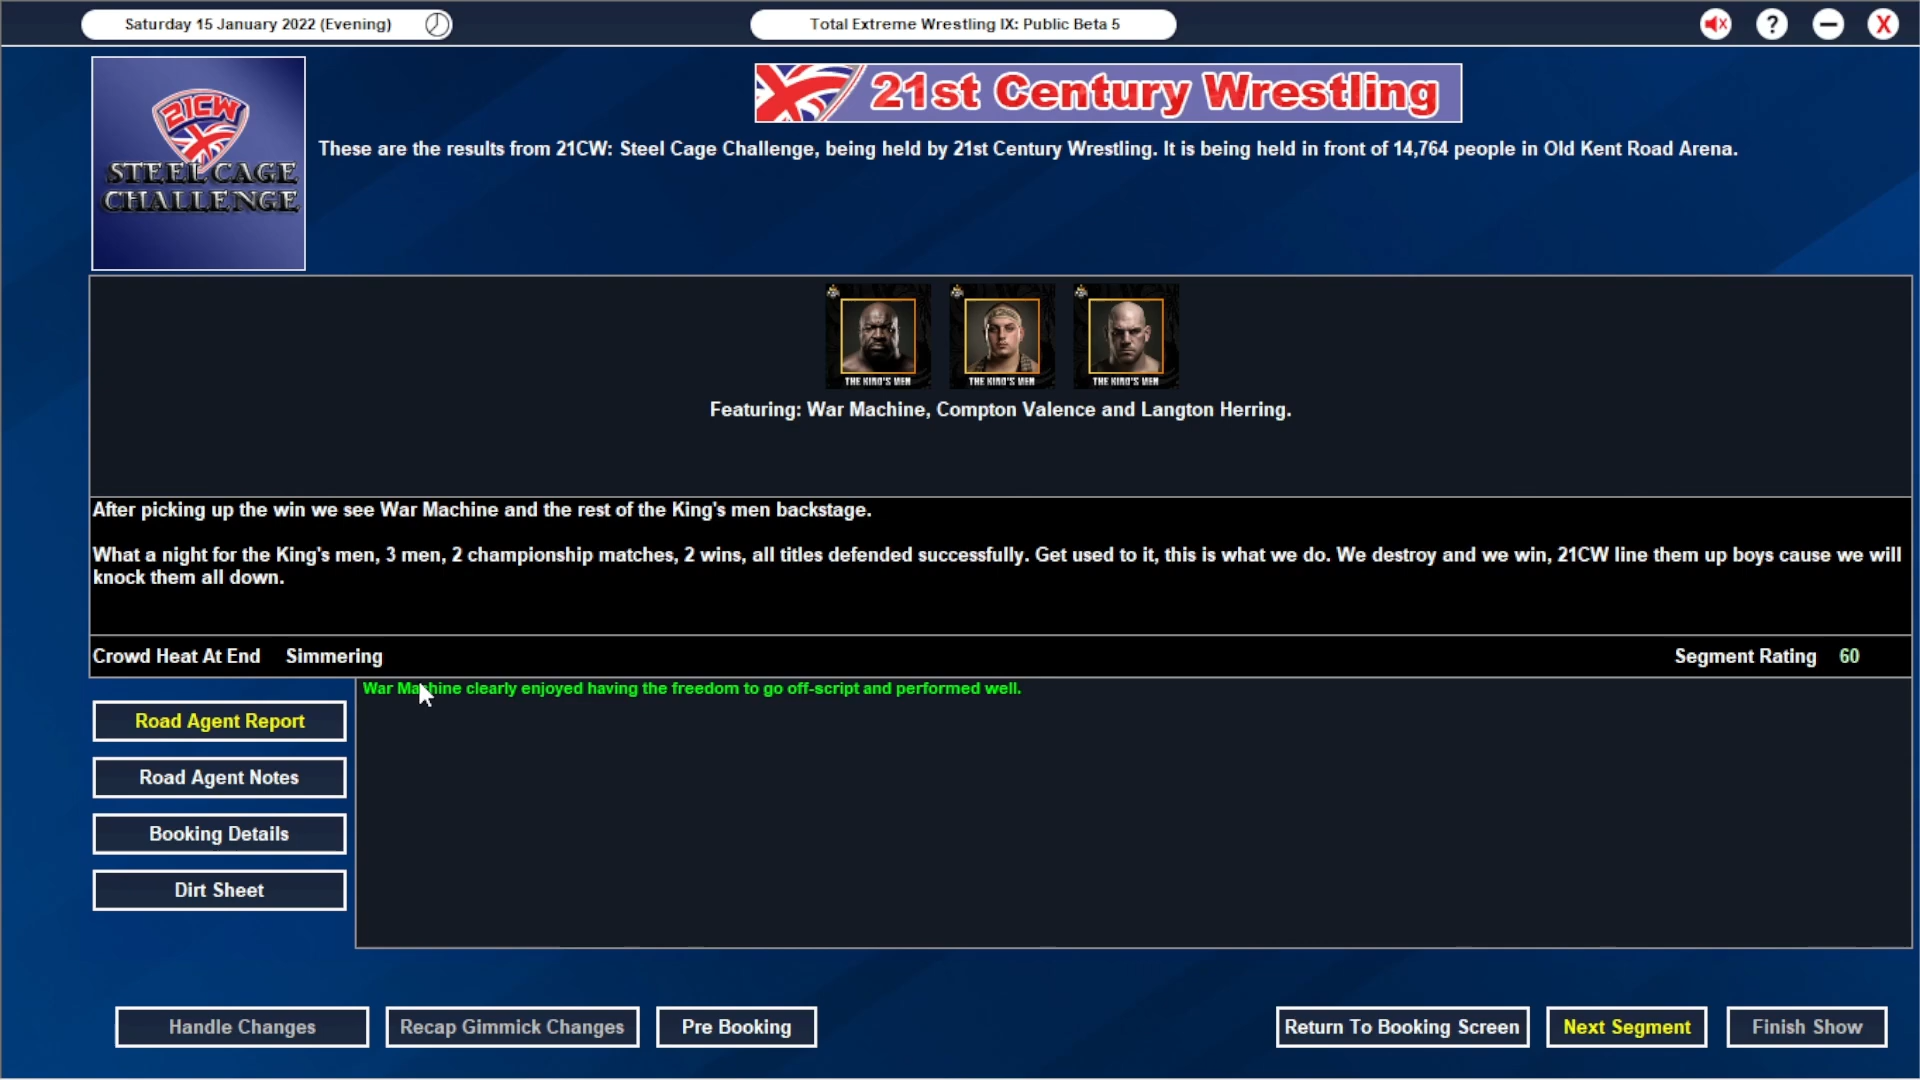 Saturday 15 January 2022 (Evening)
Total Extreme Wrestling IX: Public Beta 5
?
X
21CW
STEEL CAGE
CHALLENGE
21st Century Wrestling
These are the results from 21CW: Steel Cage Challenge, being held by 21st Century Wrestling. It is being held in front of 14,764 people in Old Kent Road Arena.
THE KING'S MEN
THE KING'S MEN
THE KING'S MEN
Featuring: War Machine, Compton Valence and Langton Herring.
After picking up the win we see War Machine and the rest of the King's men backstage.
What a night for the King's men, 3 men, 2 championship matches, 2 wins, all titles defended successfully. Get used to it, this is what we do. We destroy and we win, 21CW line them up boys cause we will
knock them all down.
Crowd Heat At End Simmering
Segment Rating 60
War Machine clearly enjoyed having the freedom to go off-script and performed well.
Road Agent Report
Road Agent Notes
Booking Details
Dirt Sheet
Handle Changes
Recap Gimmick Changes
Pre Booking
Return To Booking Screen
Next Segment
Finish Show